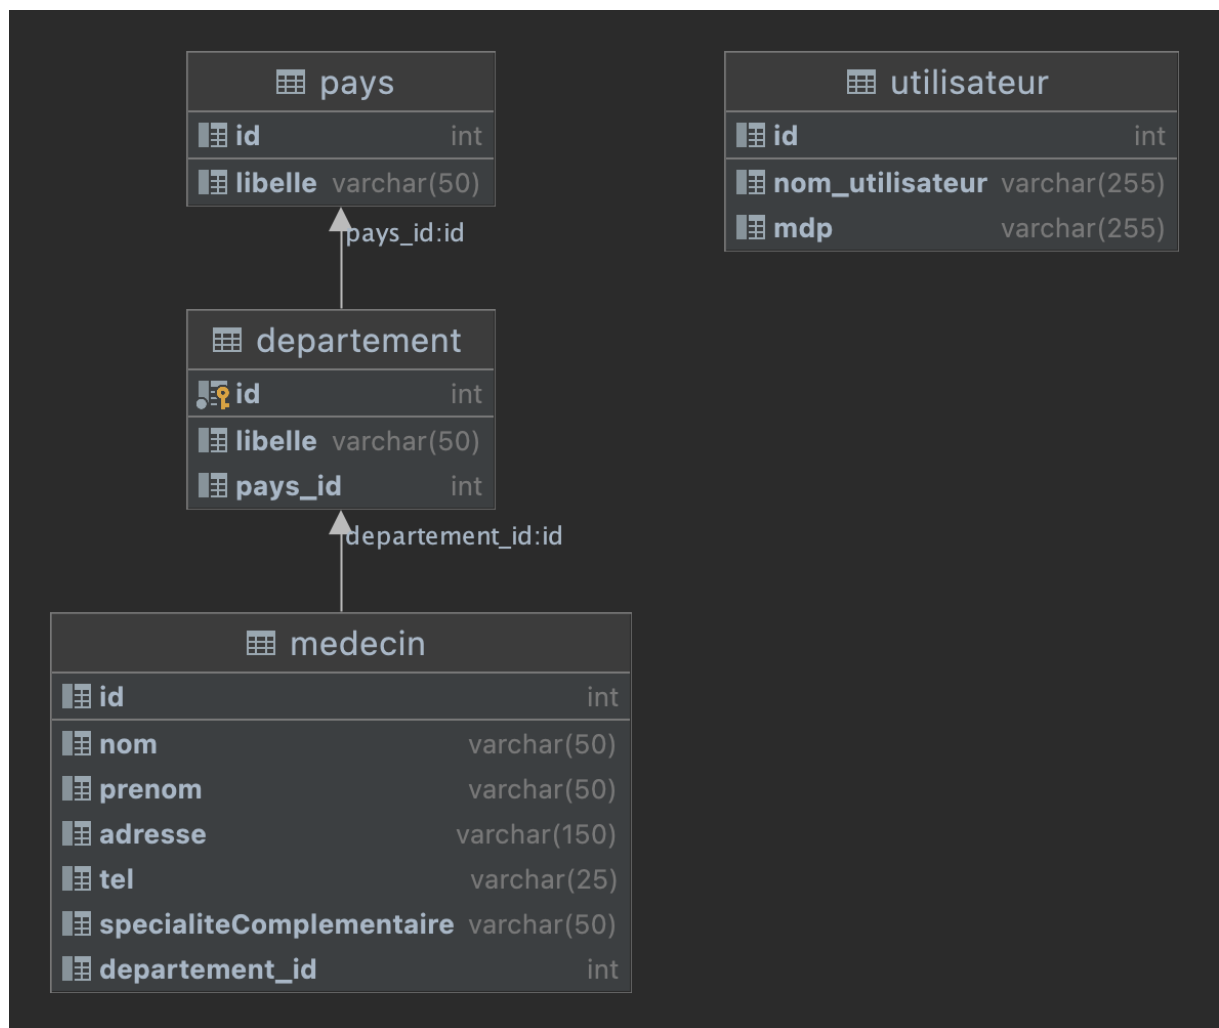 pays
id int
libelle varchar(50)
pays_id:id
departement
id int
libelle varchar(50)
pays_id int
departement_id:id
medecin
id int
nom varchar(50)
prenom varchar(50)
adresse varchar(150)
tel varchar(25)
specialiteComplementaire varchar(50)
departement_id int
utilisateur
id int
nom_utilisateur varchar(255)
mdp varchar(255)